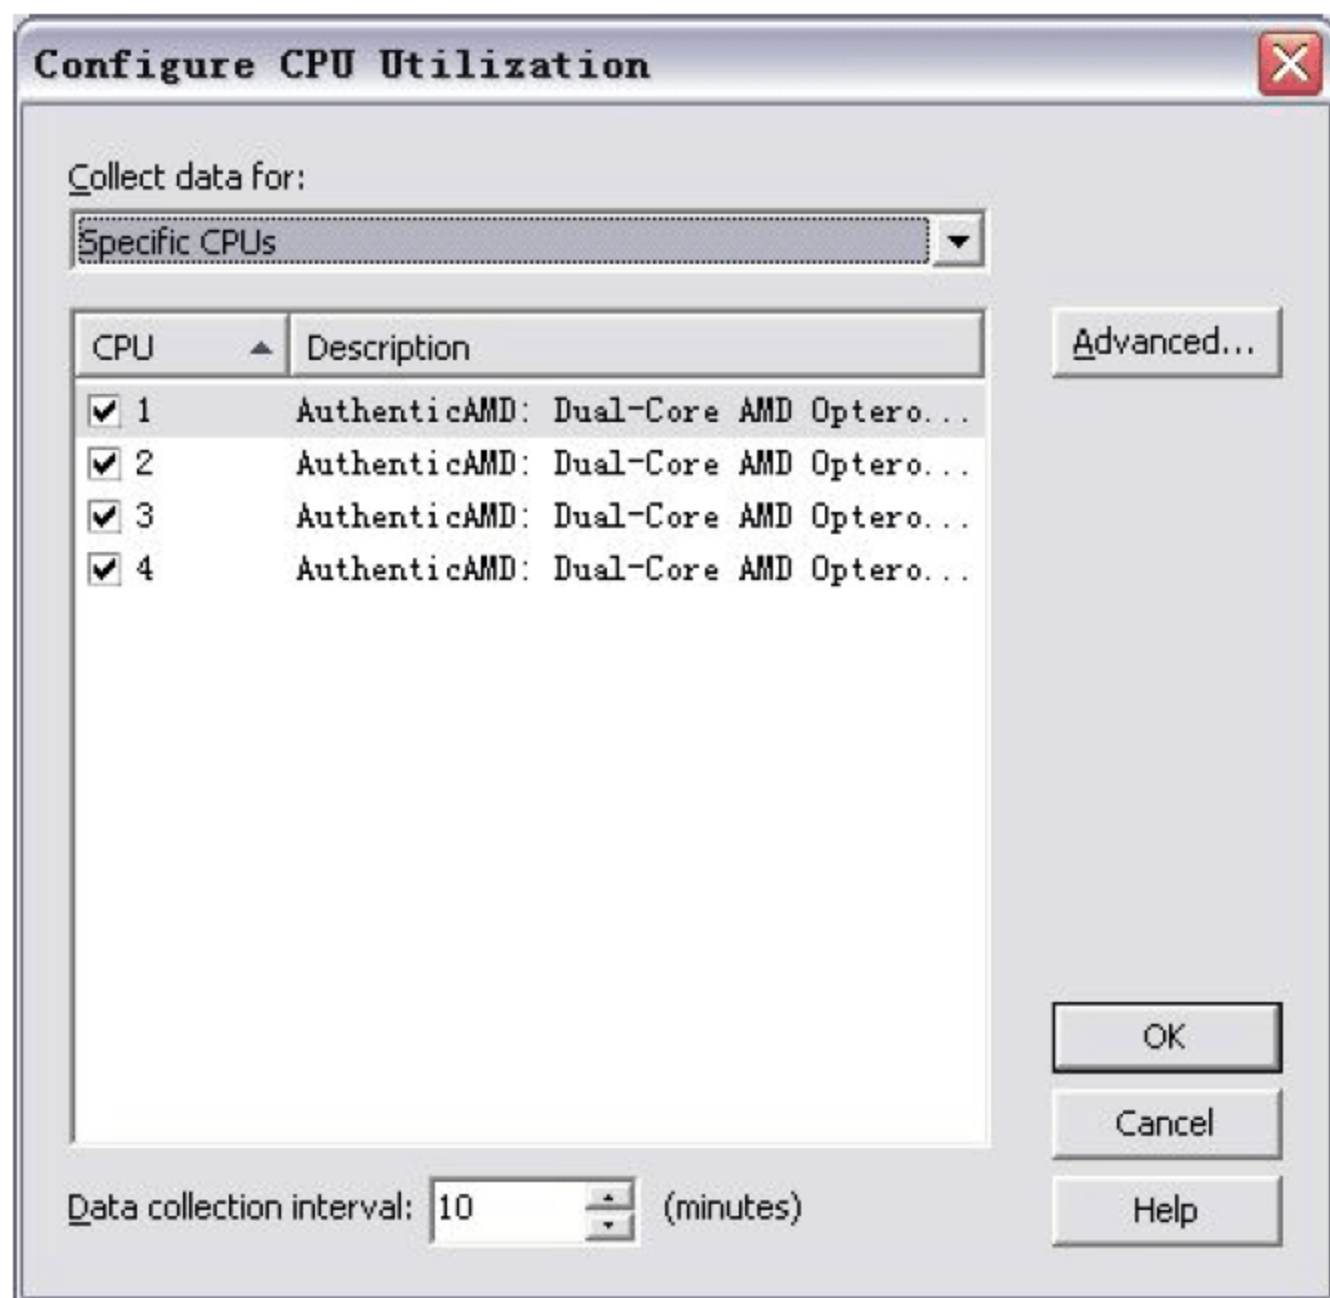 Configure CPU Utilization
Collect data for:
Specific CPUs
CPU Description
Advanced...
1 AuthenticAMD: Dual-Core AMD Optero...
2 AuthenticAMD: Dual-Core AMD Optero...
3 AuthenticAMD: Dual-Core AMD Optero...
4 AuthenticAMD: Dual-Core AMD Optero...
OK
Cancel
Data collection interval: 10 (minutes)
Help